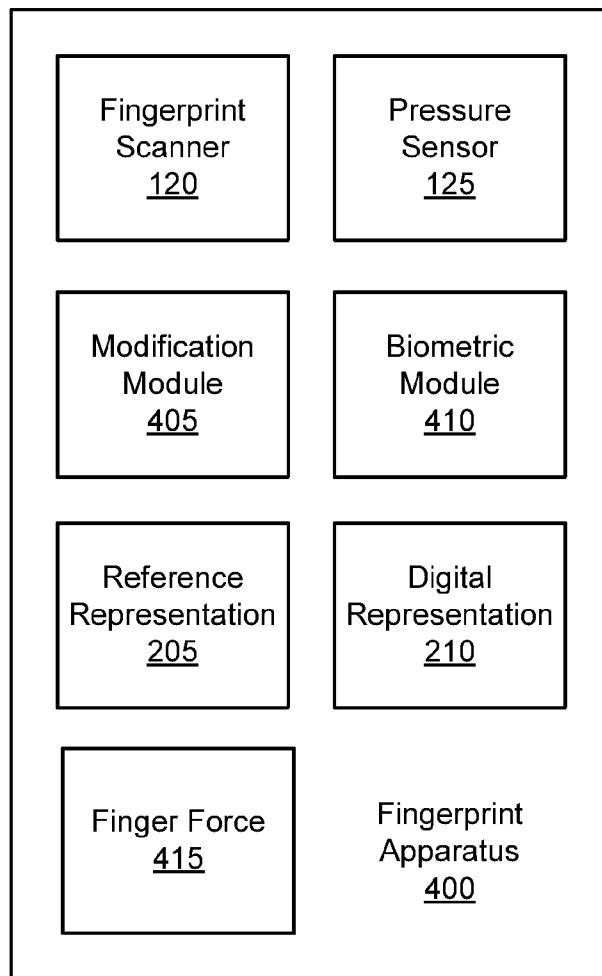 Fingerprint
Scanner
120
Pressure
Sensor
125
Modification
Module
405
Biometric
Module
410
Reference
Representation
205
Digital
Representation
210
Finger Force
415
Fingerprint
Apparatus
400